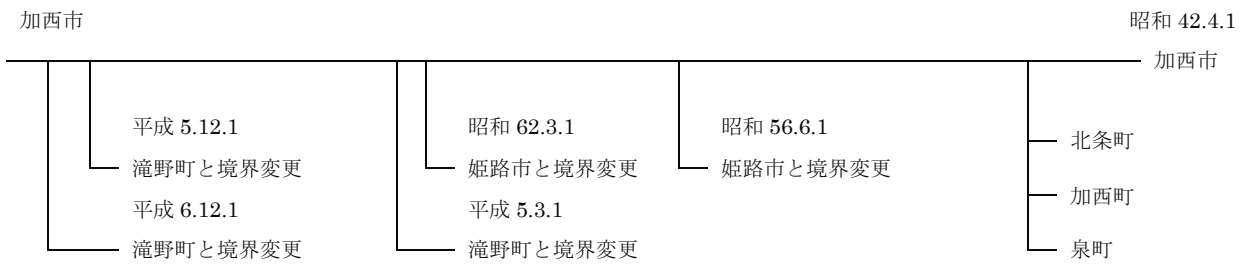 加西市
昭和 42.4.1
加西市
平成 5.12.1
昭和 62.3.1
昭和 56.6.1
北条町
滝野町と境界変更
姫路市と境界変更
姫路市と境界変更
加西町
平成 6.12.1
平成 5.3.1
滝野町と境界変更
滝野町と境界変更
泉町